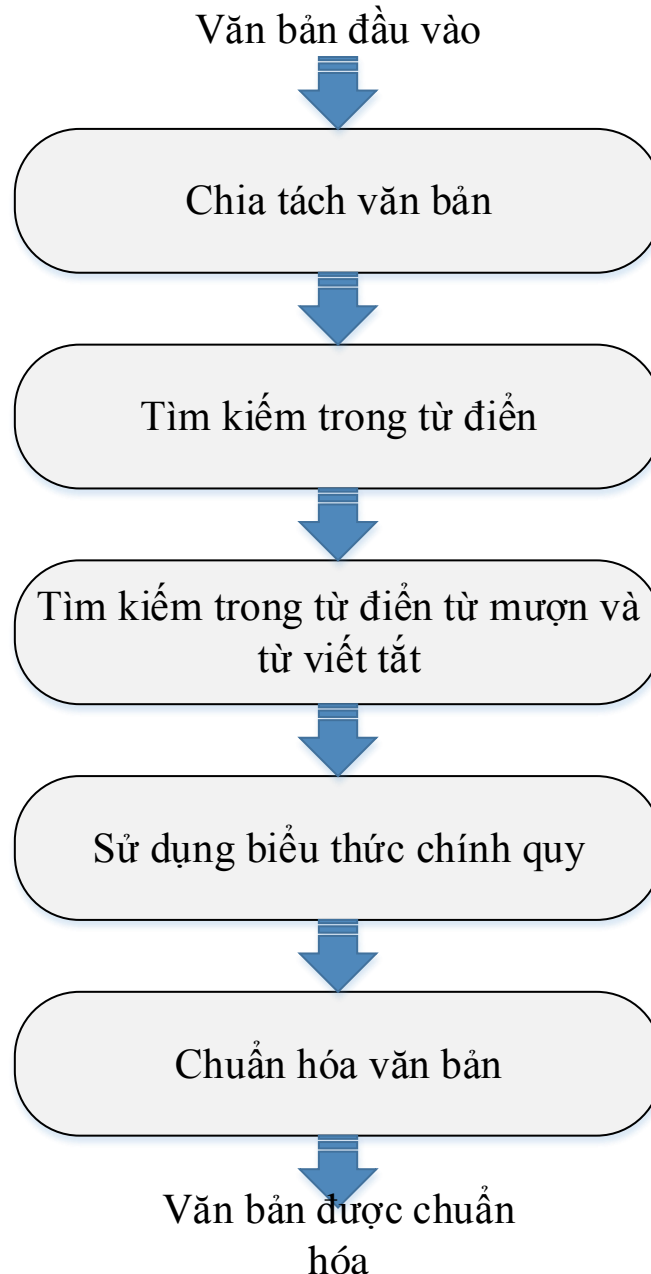 Văn bản đầu vào
Chia tách văn bản
Tìm kiếm trong từ điển
Tìm kiếm trong từ điển từ mượn và
từ viết tắt
Sử dụng biểu thức chính quy
Chuẩn hóa văn bản
Văn bản được chuẩn
hóa